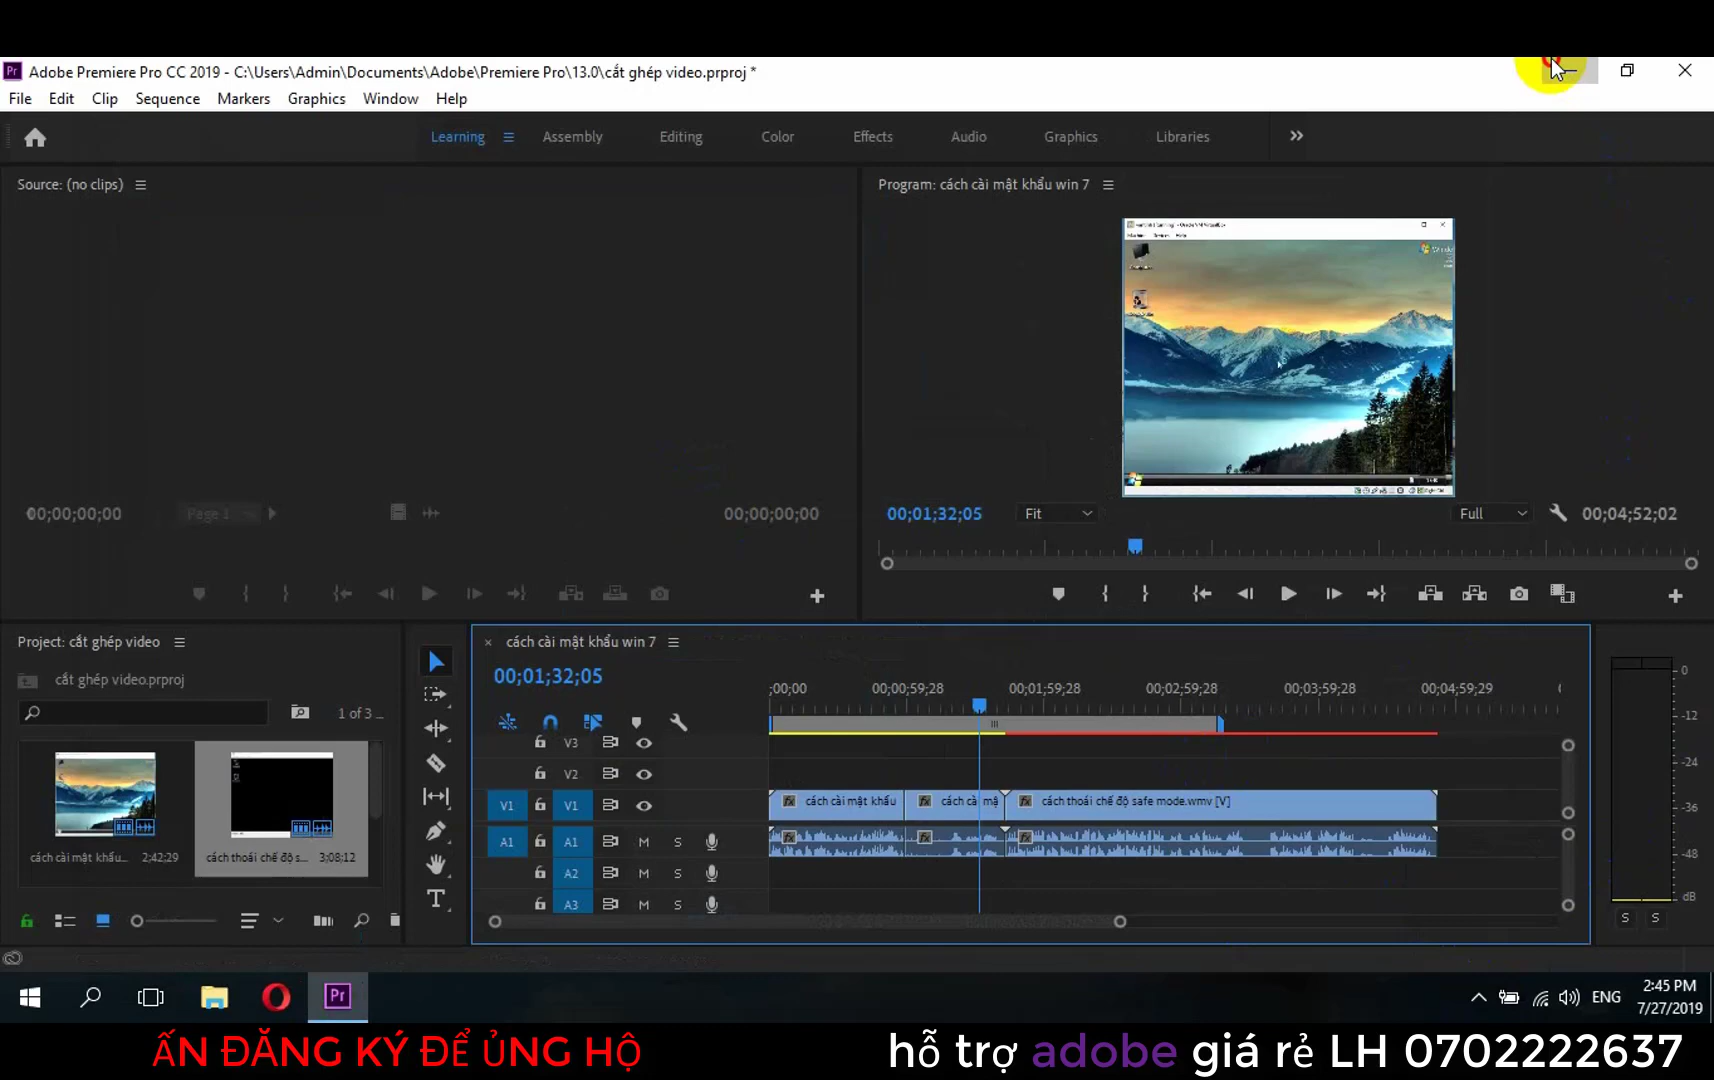 Adobe Premiere Pro CC 2019 - C:\Users\Admin\Documents\Adobe\Premiere Pro\13.0\cắt ghép video.prproj *
File Edit Clip Sequence Markers Graphics Window Help
Learning Assembly Editing Color Effects Audio Graphics Libraries
Source: (no clips)
Program: cách cài mật khẩu win 7
00;00;00;00 Page 1 00;00;00;00
00;01;32;05 Fit Full 00;04;52;02
Project: cắt ghép video
cắt ghép video.prproj
1 of 3 ...
cách cài mật khẩu... 2;42;29
cách thoái chế độ s... 3;08;12
cách cài mật khẩu win 7
00;01;32;05
;00;00 00;00;59;28 00;01;59;28 00;02;59;28 00;03;59;28 00;04;59;29
V3
V2
V1 V1 cách cài mật khẩu cách cài mậ cách thoái chế độ safe mode.wmv [V]
A1 A1 M S
A2 M S
A3 M S
0
-12
-24
-36
-48
dB
S S
ENG
2:45 PM
7/27/2019
ẤN ĐĂNG KÝ ĐỂ ỦNG HỘ
hỗ trợ adobe giá rẻ LH 0702222637